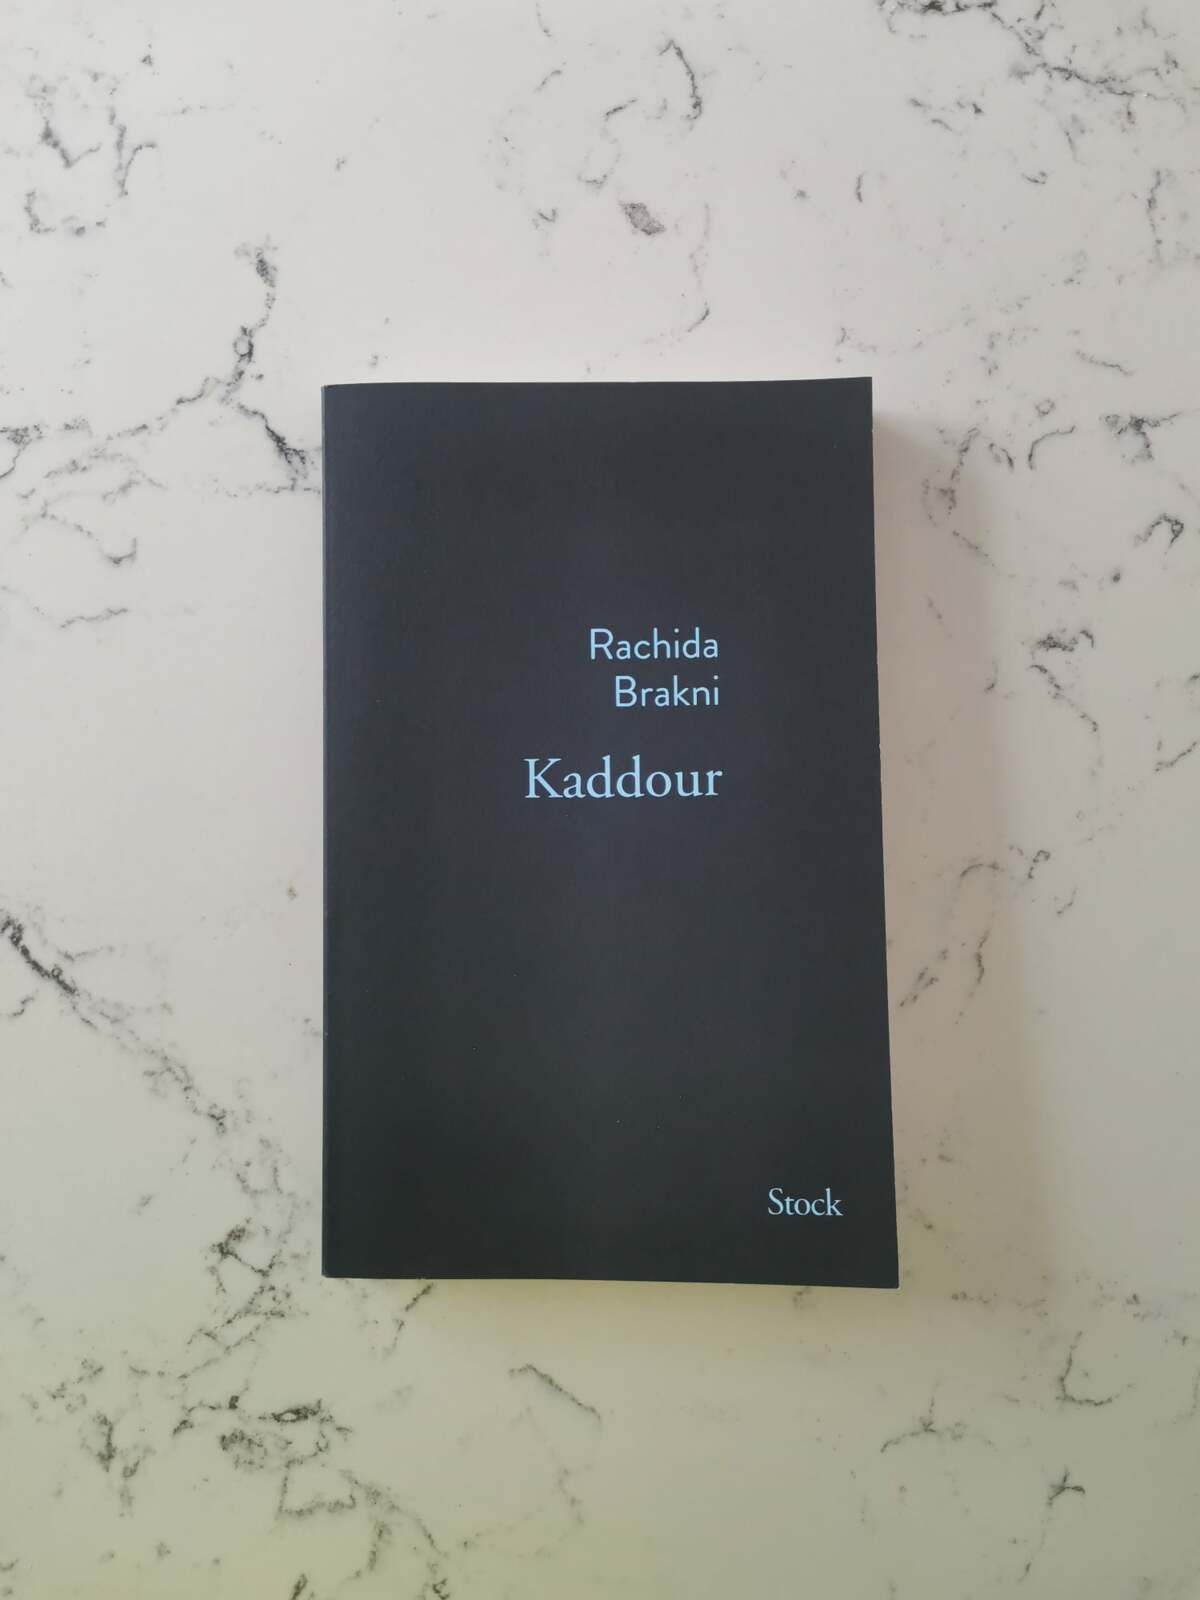 Rachida
Brakni
Kaddour
Stock